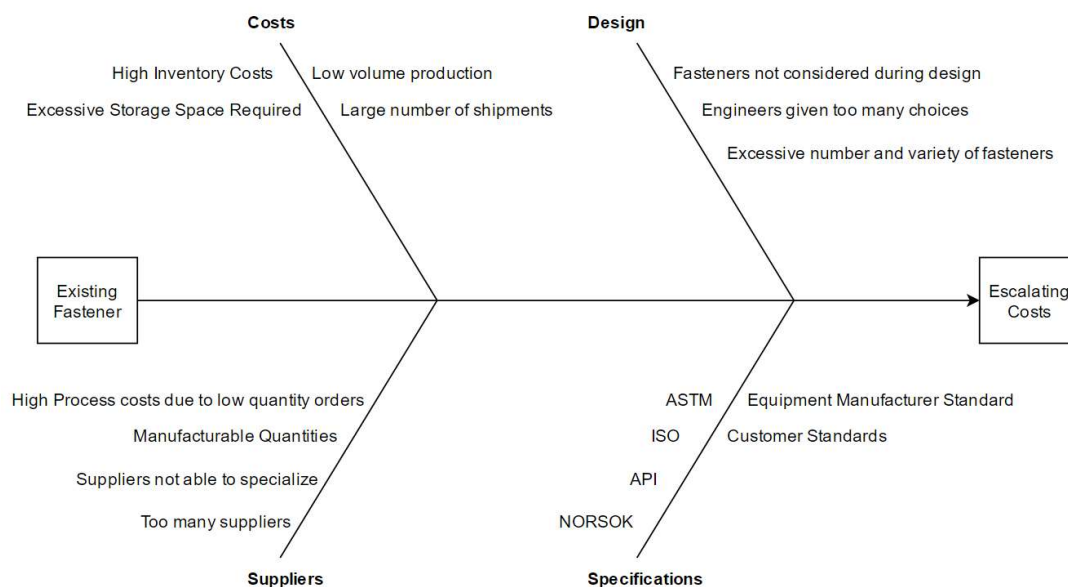 Costs
Design
High Inventory Costs
Low volume production
Fasteners not considered during design
Excessive Storage Space Required
Large number of shipments
Engineers given too many choices
Excessive number and variety of fasteners
Existing
Fastener
Escalating
Costs
High Process costs due to low quantity orders
ASTM
Equipment Manufacturer Standard
Manufacturable Quantities
ISO
Customer Standards
Suppliers not able to specialize
API
Too many suppliers
NORSOK
Suppliers
Specifications